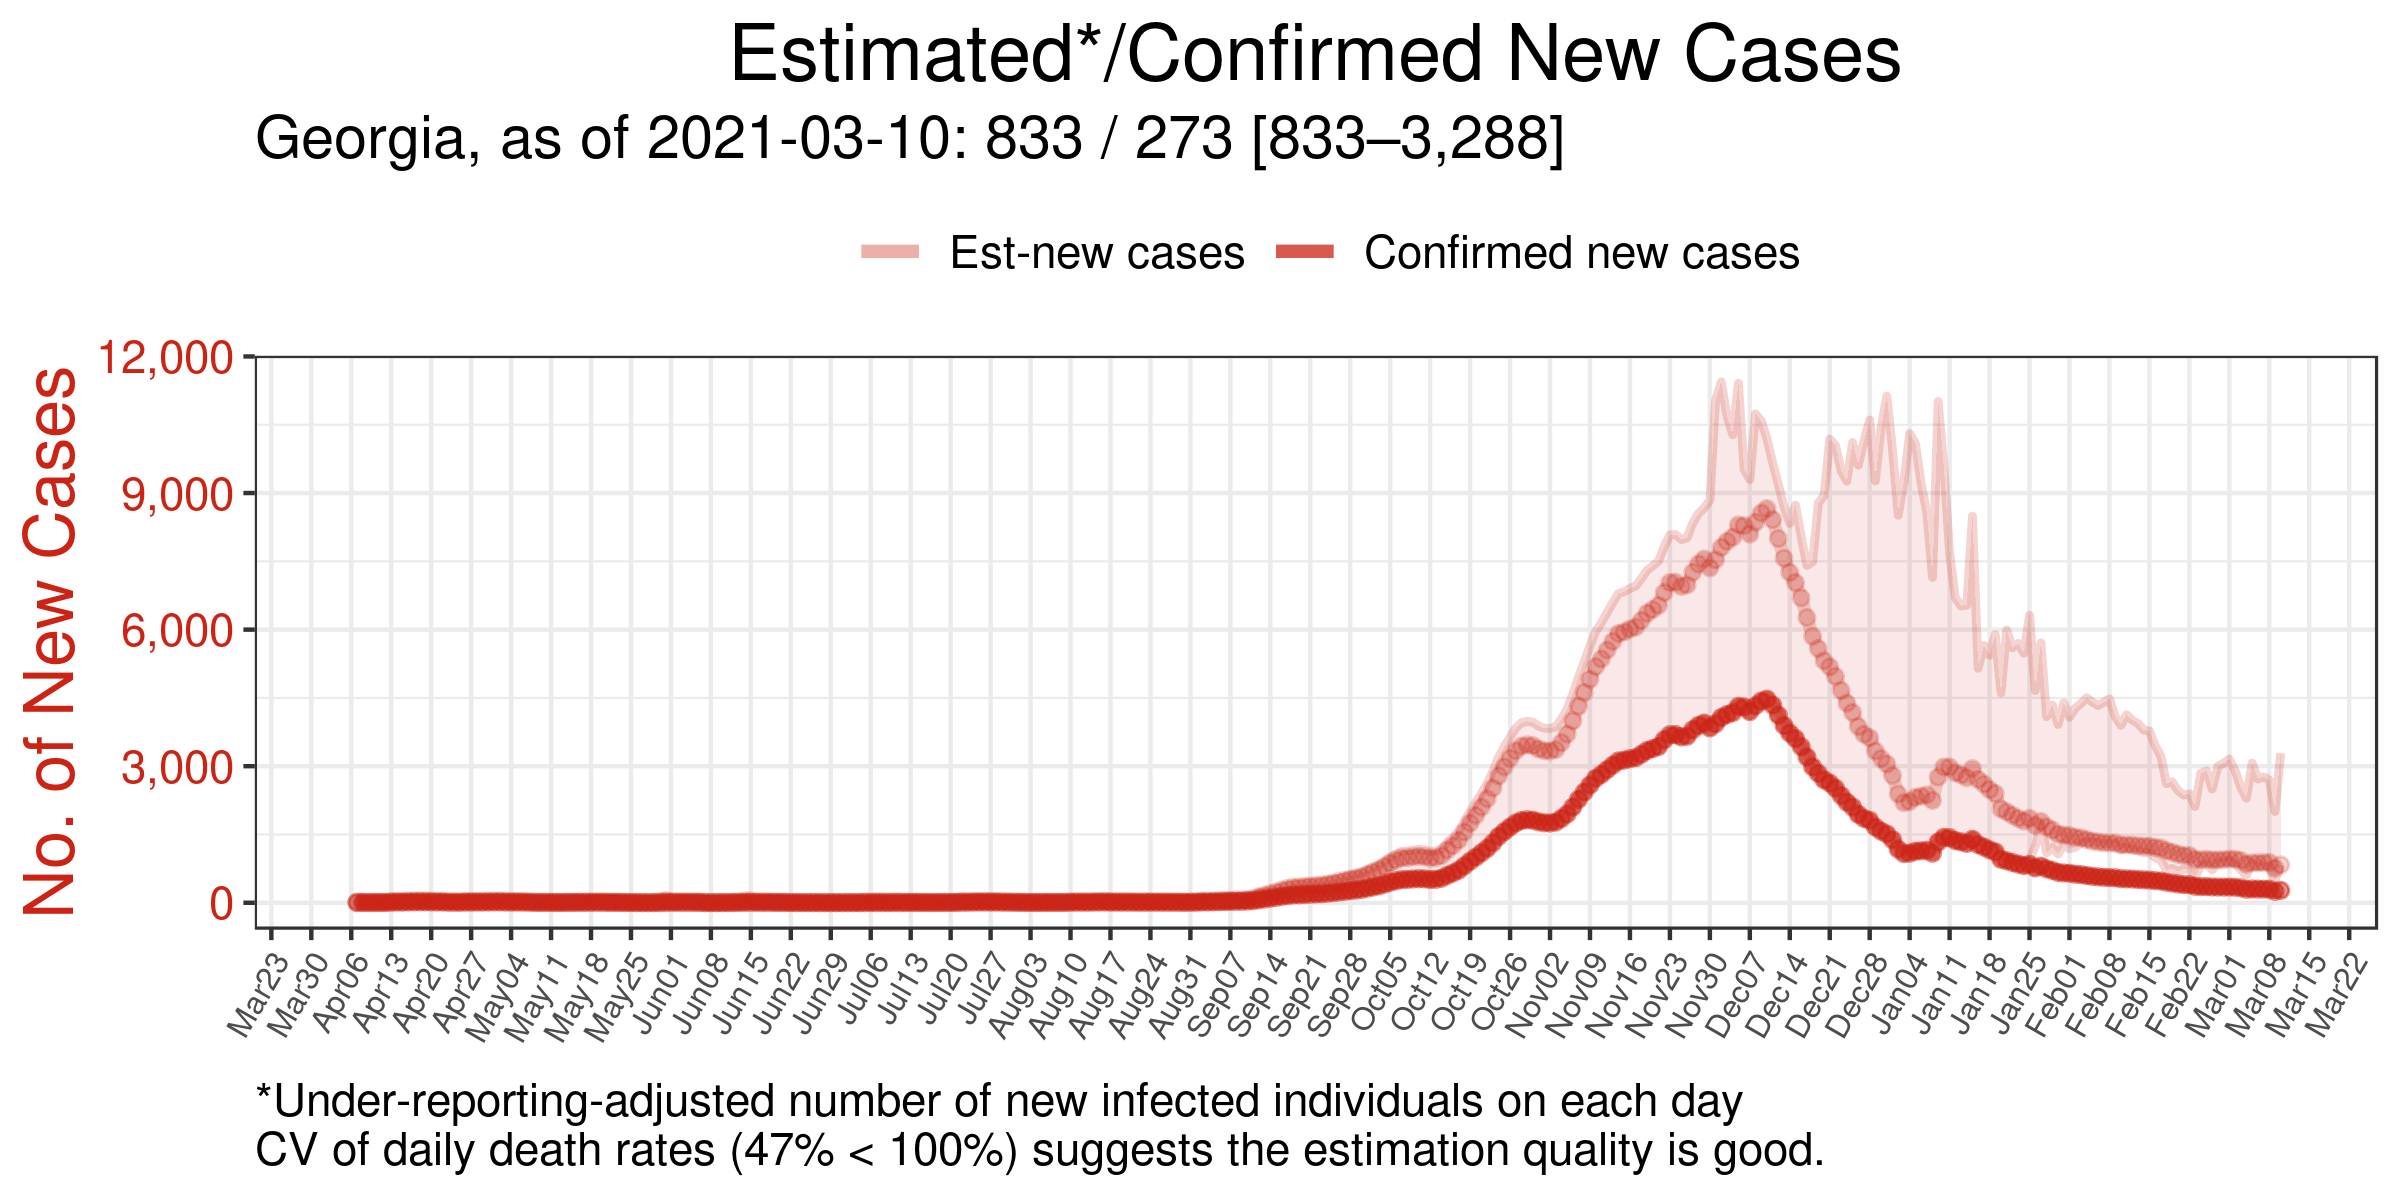 Estimated*/Confirmed New Cases
Georgia, as of 2021-03-10: 833 / 273 [833–3,288]
Est-new cases Confirmed new cases
No. of New Cases
12,000
9,000
6,000
3,000
0
Mar23 Mar30 Apr06 Apr13 Apr20 Apr27 May04 May11 May18 May25 Jun01 Jun08 Jun15 Jun22 Jun29 Jul06 Jul13 Jul20 Jul27 Aug03 Aug10 Aug17 Aug24 Aug31 Sep07 Sep14 Sep21 Sep28 Oct05 Oct12 Oct19 Oct26 Nov02 Nov09 Nov16 Nov23 Nov30 Dec07 Dec14 Dec21 Dec28 Jan04 Jan11 Jan18 Jan25 Feb01 Feb08 Feb15 Feb22 Mar01 Mar08 Mar15 Mar22
*Under-reporting-adjusted number of new infected individuals on each day
CV of daily death rates (47% < 100%) suggests the estimation quality is good.